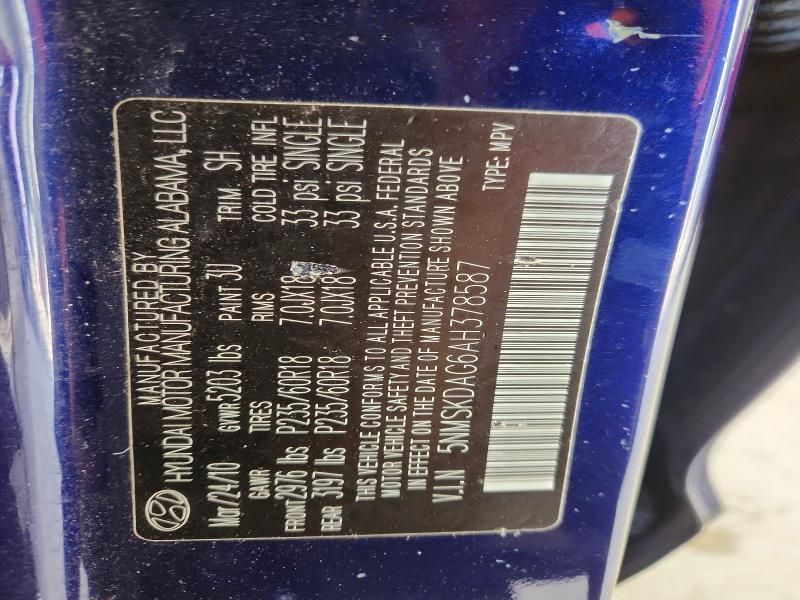 MANUFACTURED BY
HYUNDAI MOTOR MANUFACTURING ALABAMA, LLC
Mar/24/10 GVWR 5203 lbs PAINT 3U TRIM SH
GAWR TIRES RIMS COLD TIRE INFL
FRONT 2976 lbs P235/60R18 7.0JX18 33 psi SINGLE
REAR 3197 lbs P235/60R18 7.0JX18 33 psi SINGLE
THIS VEHICLE CONFORMS TO ALL APPLICABLE U.S.A. FEDERAL
MOTOR VEHICLE SAFETY AND THEFT PREVENTION STANDARDS
IN EFFECT ON THE DATE OF MANUFACTURE SHOWN ABOVE
V.I.N 5NMSKDAG6AH378587 TYPE: MPV